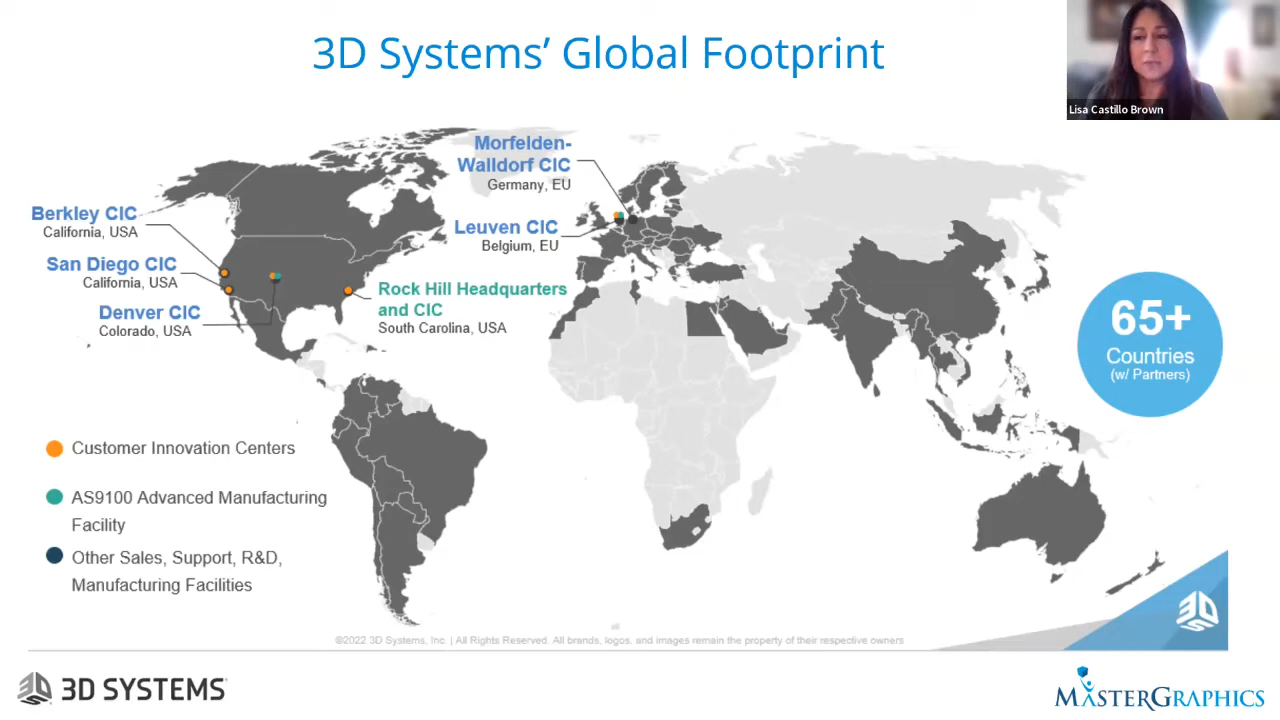 3D Systems’ Global Footprint
Lisa Castillo Brown
Morfelden-
Walldorf CIC
Germany, EU
Berkley CIC
California, USA
Leuven CIC
Belgium, EU
San Diego CIC
California, USA
Rock Hill Headquarters
and CIC
South Carolina, USA
Denver CIC
Colorado, USA
65+
Countries
(w/ Partners)
Customer Innovation Centers
AS9100 Advanced Manufacturing
Facility
Other Sales, Support, R&D,
Manufacturing Facilities
©2022 3D Systems, Inc. | All Rights Reserved. All brands, logos, and images remain the property of their respective owners
3D SYSTEMS
MASTERGRAPHICS